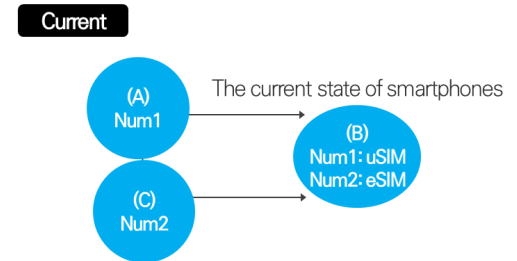 Current
The current state of smartphones
(A)
Num1
(B)
Num1: uSIM
Num2: eSIM
(C)
Num2